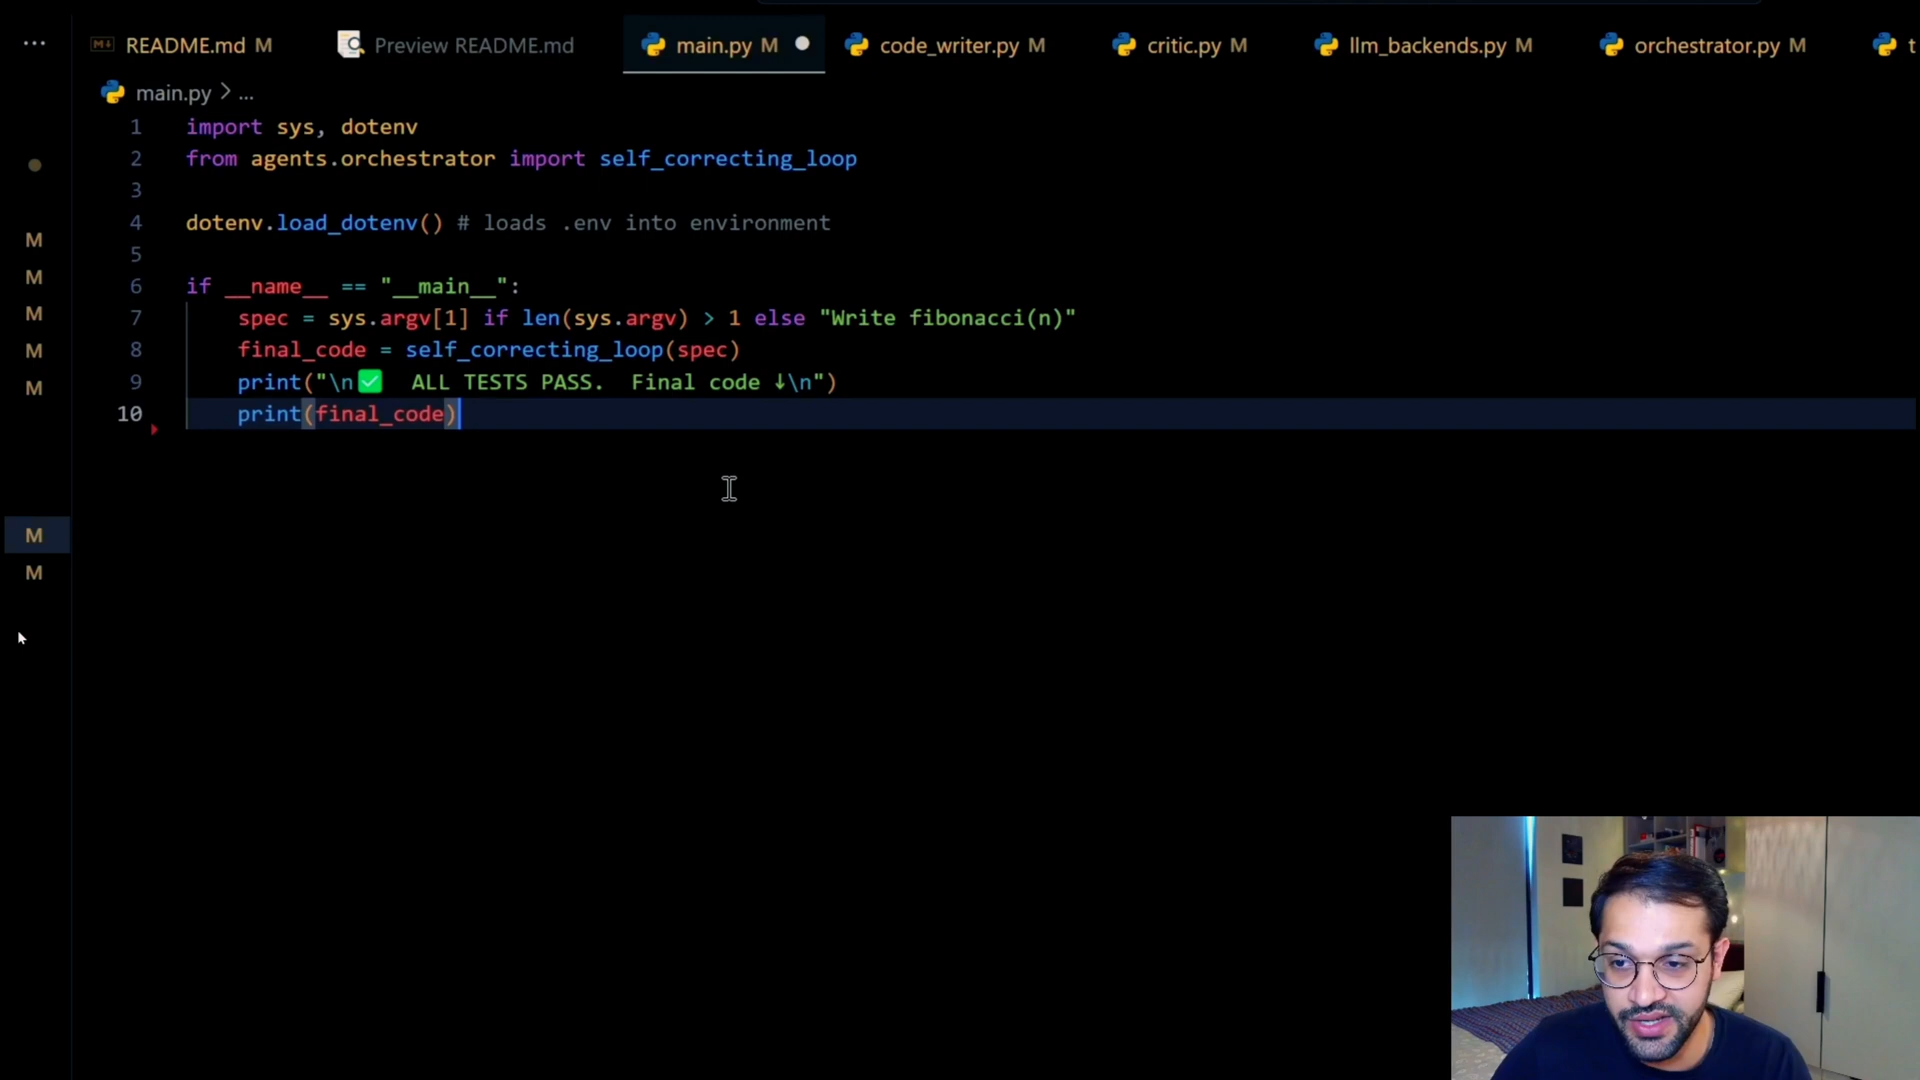 README.md M
Preview README.md
main.py M
code_writer.py M
critic.py M
llm_backends.py M
orchestrator.py M
t
main.py > ...
1 import sys, dotenv
2 from agents.orchestrator import self_correcting_loop
3
4 dotenv.load_dotenv() # loads .env into environment
5
6 if __name__ == "__main__":
7 spec = sys.argv[1] if len(sys.argv) > 1 else "Write fibonacci(n)"
8 final_code = self_correcting_loop(spec)
9 print("\n✅  ALL TESTS PASS.  Final code ↓\n")
10 print(final_code)
M
M
M
M
M
M
M